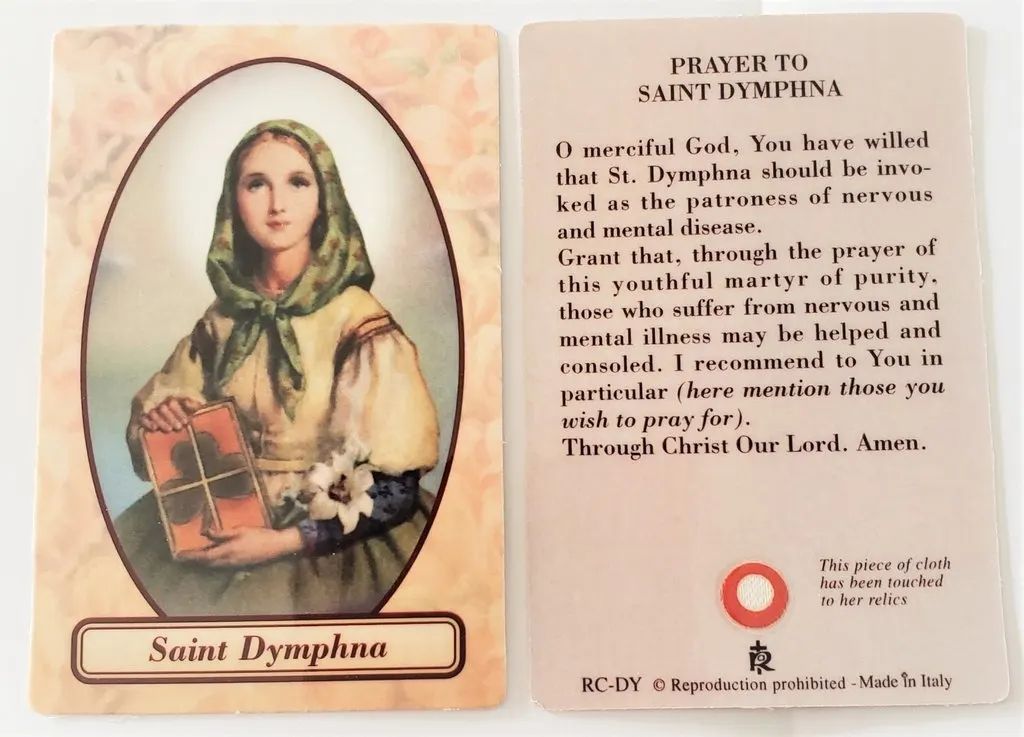 Saint Dymphna
PRAYER TO
SAINT DYMPHNA
O merciful God, You have willed
that St. Dymphna should be invo-
ked as the patroness of nervous
and mental disease.
Grant that, through the prayer of
this youthful martyr of purity,
those who suffer from nervous and
mental illness may be helped and
consoled. I recommend to You in
particular (here mention those you
wish to pray for).
Through Christ Our Lord. Amen.
This piece of cloth
has been touched
to her relics
RC-DY © Reproduction prohibited - Made in Italy